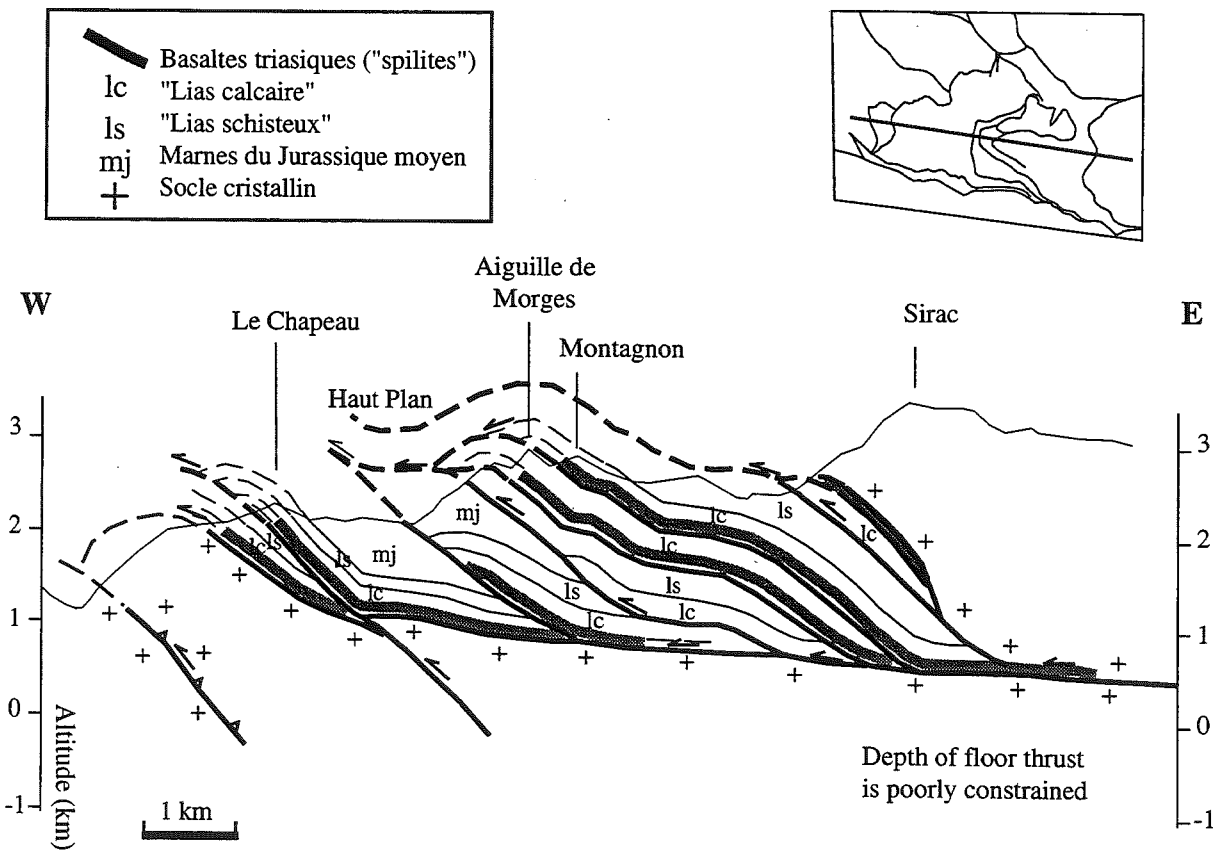 Basaltes triasiques ("spilites")
lc "Lias calcaire"
ls "Lias schisteux"
mj Marnes du Jurassique moyen
+ Socle cristallin
W
E
Le Chapeau
Haut Plan
Aiguille de
Morges
Montagnon
Sirac
3
2
1
0
-1
Altitude (km)
3
2
1
0
-1
lc
ls
ls
mj
lc
mj
ls
lc
ls
lc
lc
lc
ls
lc
Depth of floor thrust
is poorly constrained
1 km